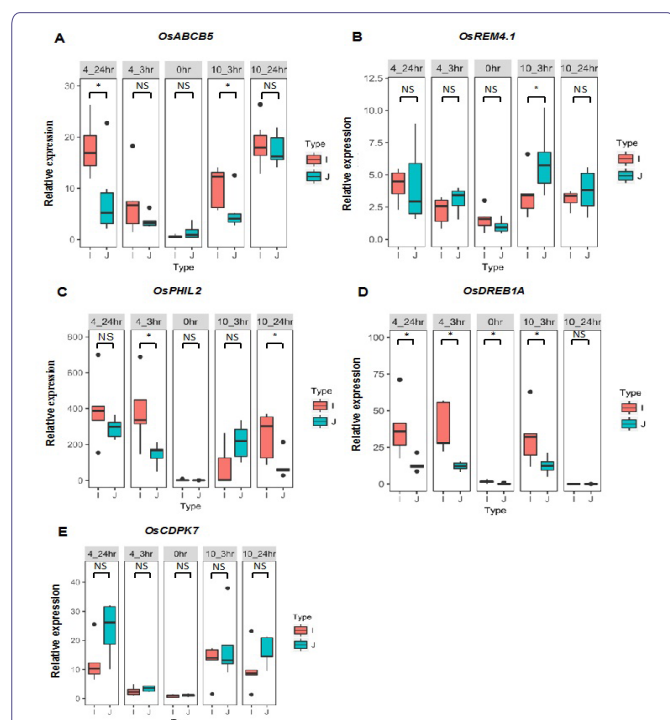 A OsABCB5
4_24hr 4_3hr 0hr 10_3hr 10_24hr
* NS NS * NS
Relative expression
30
20
10
0
I J I J I J I J I J
Type
Type
I
J
B OsREM4.1
4_24hr 4_3hr 0hr 10_3hr 10_24hr
NS NS NS * NS
Relative expression
12.5
10.0
7.5
5.0
2.5
0.0
I J I J I J I J I J
Type
Type
I
J
C OsPHIL2
4_24hr 4_3hr 0hr 10_3hr 10_24hr
NS * NS NS *
Relative expression
600
400
200
0
I J I J I J I J I J
Type
Type
I
J
D OsDREB1A
4_24hr 4_3hr 0hr 10_3hr 10_24hr
* * * * NS
Relative expression
100
75
50
25
0
I J I J I J I J I J
Type
Type
I
J
E OsCDPK7
4_24hr 4_3hr 0hr 10_3hr 10_24hr
NS NS NS NS NS
Relative expression
40
30
20
10
0
I J I J I J I J I J
Type
I
J